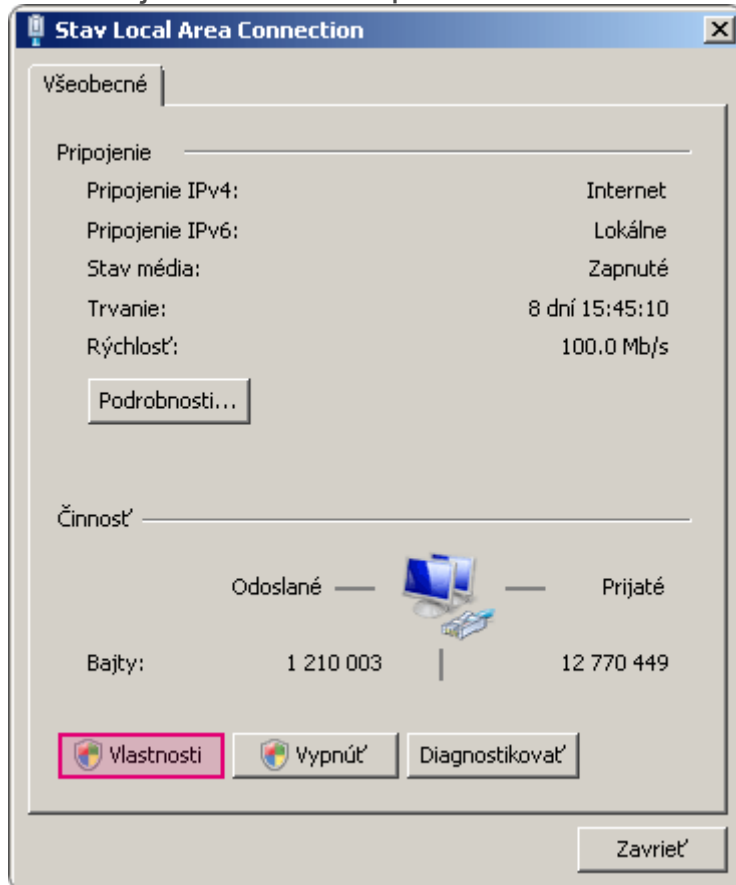 Stav Local Area Connection
Všeobecné
Pripojenie
Pripojenie IPv4: Internet
Pripojenie IPv6: Lokálne
Stav média: Zapnuté
Trvanie: 8 dní 15:45:10
Rýchlosť: 100.0 Mb/s
Podrobnosti...
Činnosť
Odoslané Prijaté
Bajty: 1 210 003 12 770 449
Vlastnosti Vypnúť Diagnostikovať
Zavrieť